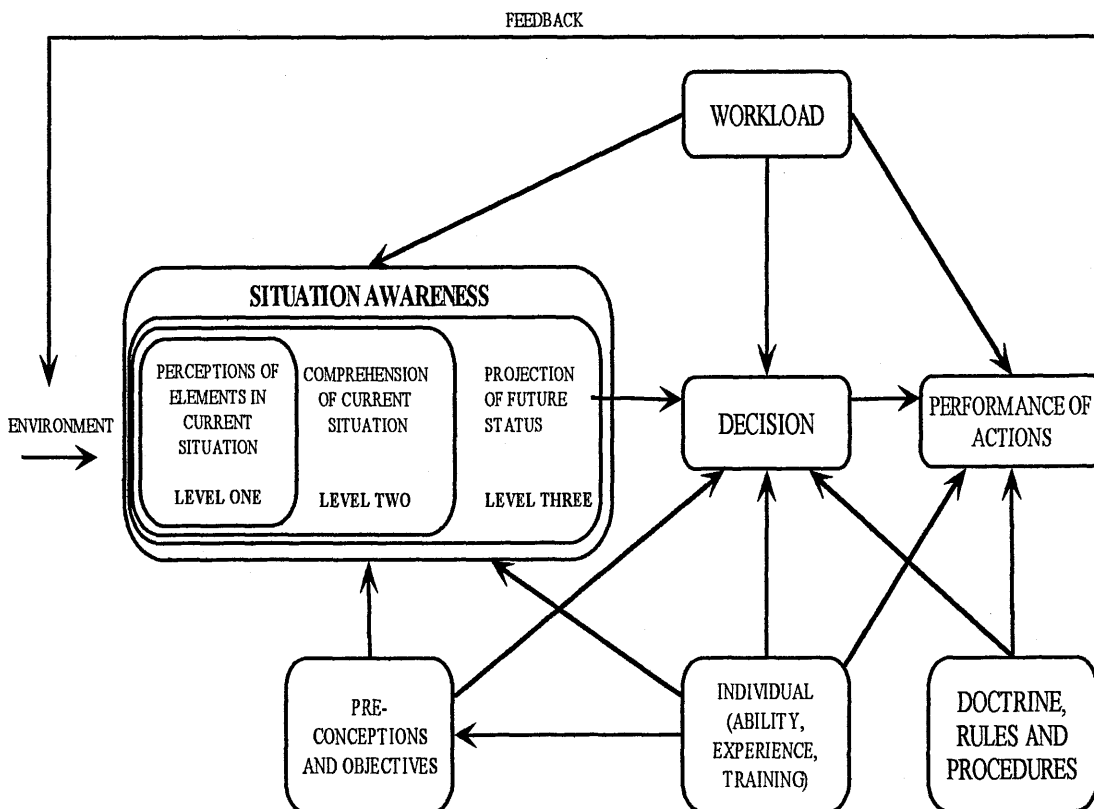 FEEDBACK
WORKLOAD
SITUATION AWARENESS
PERCEPTIONS OF
ELEMENTS IN
CURRENT
SITUATION
LEVEL ONE
COMPREHENSION
OF CURRENT
SITUATION
LEVEL TWO
PROJECTION
OF FUTURE
STATUS
LEVEL THREE
ENVIRONMENT
DECISION
PERFORMANCE OF
ACTIONS
PRE-
CONCEPTIONS
AND OBJECTIVES
INDIVIDUAL
(ABILITY,
EXPERIENCE,
TRAINING)
DOCTRINE,
RULES AND
PROCEDURES